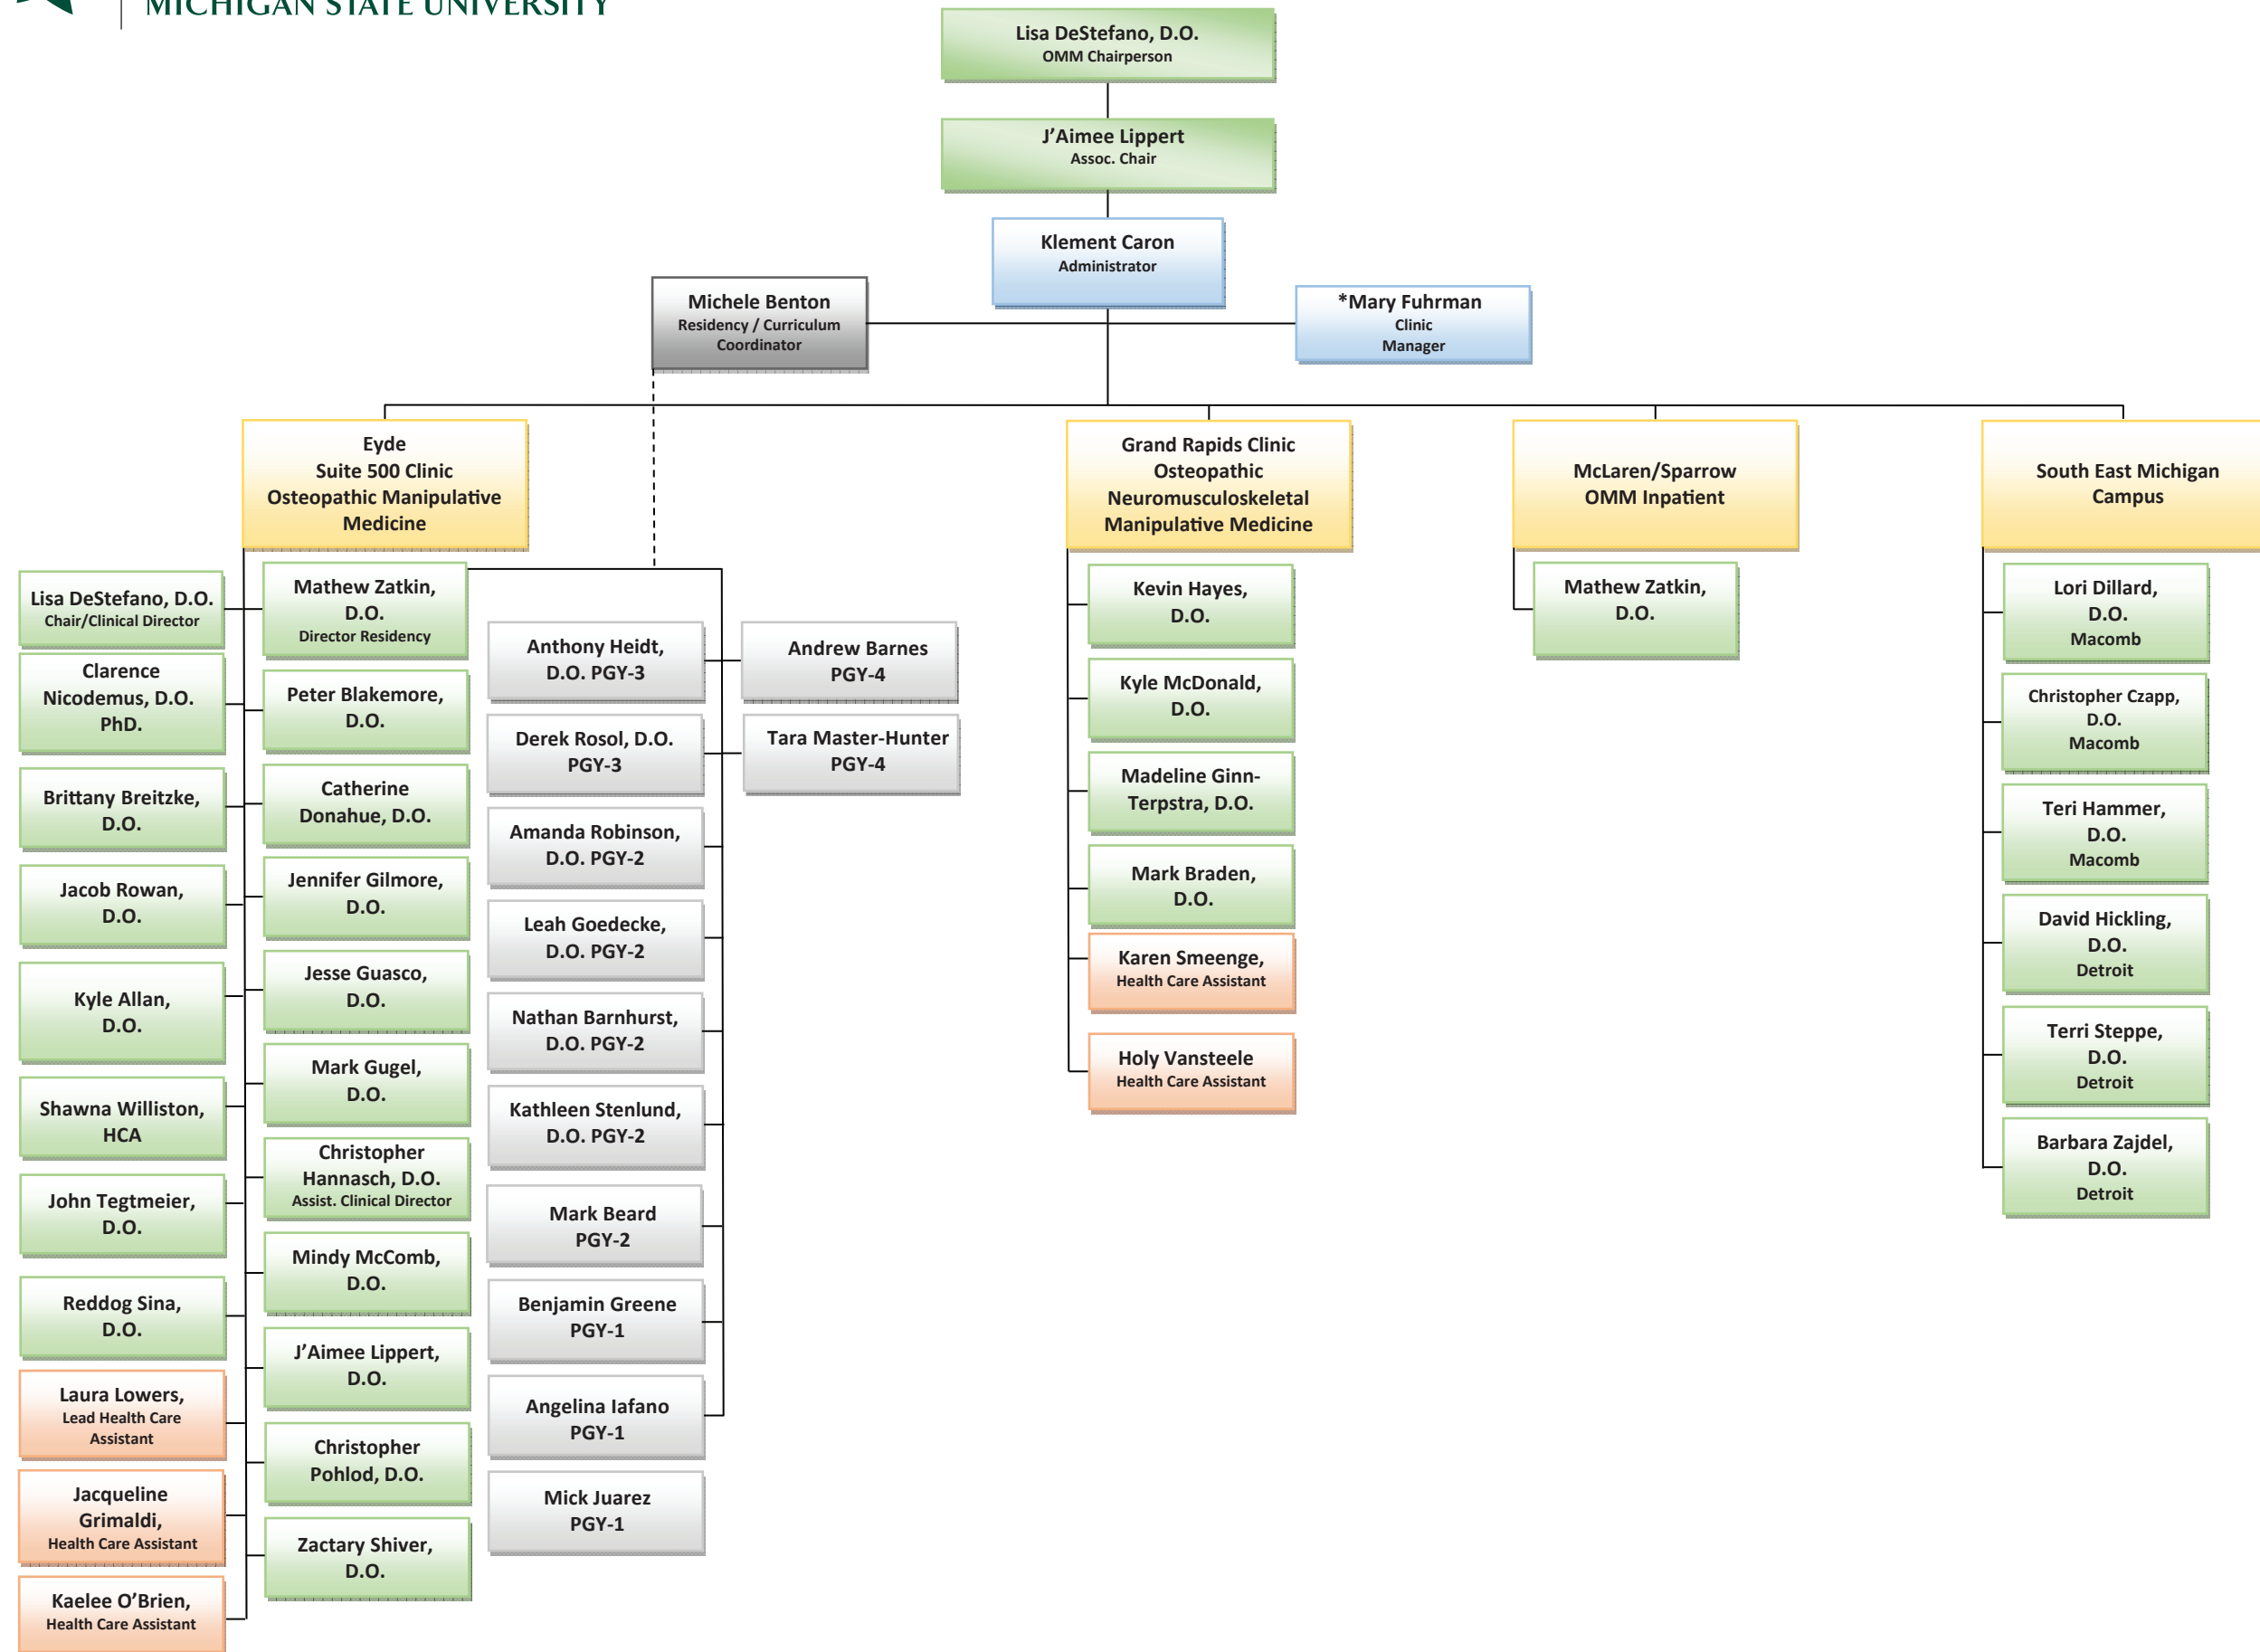 MICHIGAN STATE UNIVERSITY
Lisa DeStefano, D.O.
OMM Chairperson
J’Aimee Lippert
Assoc. Chair
Klement Caron
Administrator
Michele Benton
Residency / Curriculum
Coordinator
*Mary Fuhrman
Clinic
Manager
Eyde
Suite 500 Clinic
Osteopathic Manipulative
Medicine
Grand Rapids Clinic
Osteopathic
Neuromusculoskeletal
Manipulative Medicine
McLaren/Sparrow
OMM Inpatient
South East Michigan
Campus
Lisa DeStefano, D.O.
Chair/Clinical Director
Clarence
Nicodemus, D.O.
PhD.
Brittany Breitzke,
D.O.
Jacob Rowan,
D.O.
Kyle Allan,
D.O.
Shawna Williston,
HCA
John Tegtmeier,
D.O.
Reddog Sina,
D.O.
Laura Lowers,
Lead Health Care
Assistant
Jacqueline
Grimaldi,
Health Care Assistant
Kaelee O’Brien,
Health Care Assistant
Mathew Zatkin,
D.O.
Director Residency
Peter Blakemore,
D.O.
Catherine
Donahue, D.O.
Jennifer Gilmore,
D.O.
Jesse Guasco,
D.O.
Mark Gugel,
D.O.
Christopher
Hannasch, D.O.
Assist. Clinical Director
Mindy McComb,
D.O.
J’Aimee Lippert,
D.O.
Christopher
Pohlod, D.O.
Zactary Shiver,
D.O.
Anthony Heidt,
D.O. PGY-3
Derek Rosol, D.O.
PGY-3
Amanda Robinson,
D.O. PGY-2
Leah Goedecke,
D.O. PGY-2
Nathan Barnhurst,
D.O. PGY-2
Kathleen Stenlund,
D.O. PGY-2
Mark Beard
PGY-2
Benjamin Greene
PGY-1
Angelina Iafano
PGY-1
Mick Juarez
PGY-1
Andrew Barnes
PGY-4
Tara Master-Hunter
PGY-4
Kevin Hayes,
D.O.
Kyle McDonald,
D.O.
Madeline Ginn-
Terpstra, D.O.
Mark Braden,
D.O.
Karen Smeenge,
Health Care Assistant
Holy Vansteele
Health Care Assistant
Mathew Zatkin,
D.O.
Lori Dillard,
D.O.
Macomb
Christopher Czapp,
D.O.
Macomb
Teri Hammer,
D.O.
Macomb
David Hickling,
D.O.
Detroit
Terri Steppe,
D.O.
Detroit
Barbara Zajdel,
D.O.
Detroit